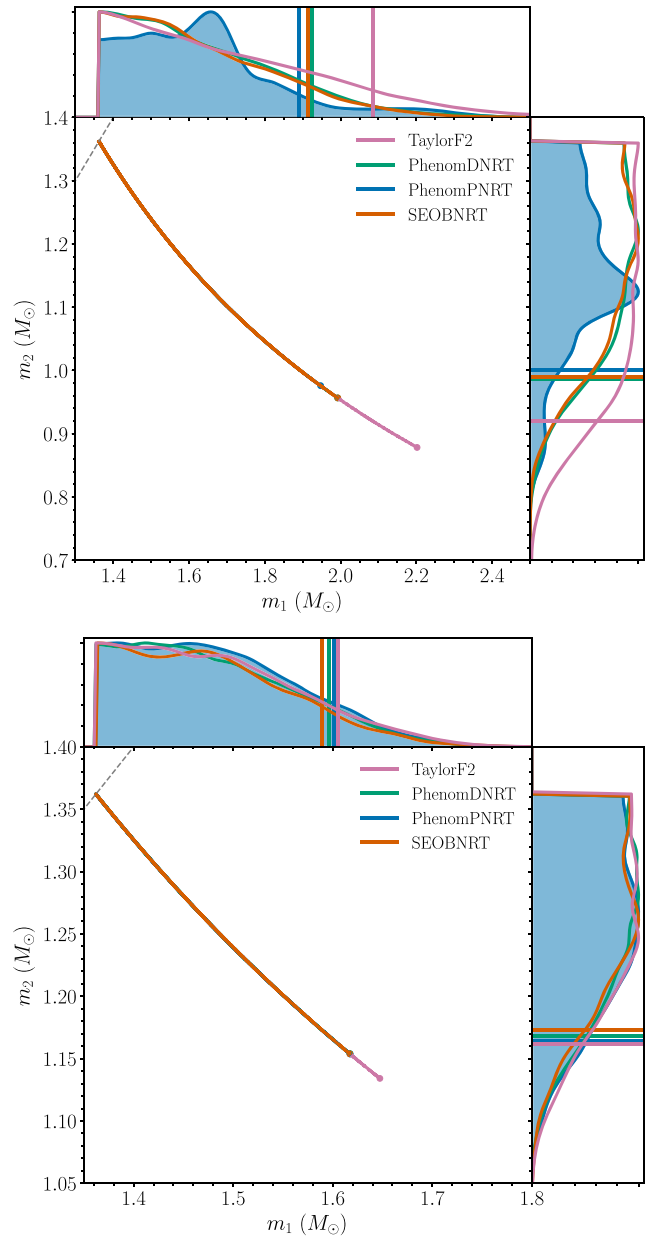 1.4
1.3
1.2
1.1
1.0
0.9
0.8
0.7
m₂ (M☉)
TaylorF2
PhenomDNRT
PhenomPNRT
SEOBNRT
1.4
1.6
1.8
2.0
2.2
2.4
m₁ (M☉)
1.40
1.35
1.30
1.25
1.20
1.15
1.10
1.05
m₂ (M☉)
TaylorF2
PhenomDNRT
PhenomPNRT
SEOBNRT
1.4
1.5
1.6
1.7
1.8
m₁ (M☉)